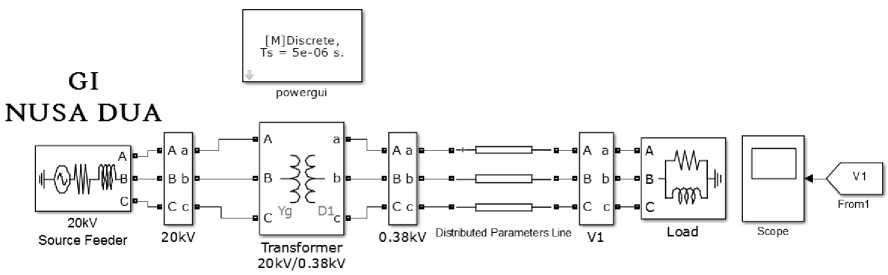 [M]Discrete,
Ts = 5e-06 s.
powergui
GI
NUSA DUA
A
B
C
20kV
Source Feeder
A a
B b
C c
20kV
A
B
C
a
b
c
Yg D1
Transformer
20kV/0.38kV
A a
B b
C c
0.38kV
Distributed Parameters Line
A a
B b
C c
V1
A
B
C
Load
Scope
V1
From1